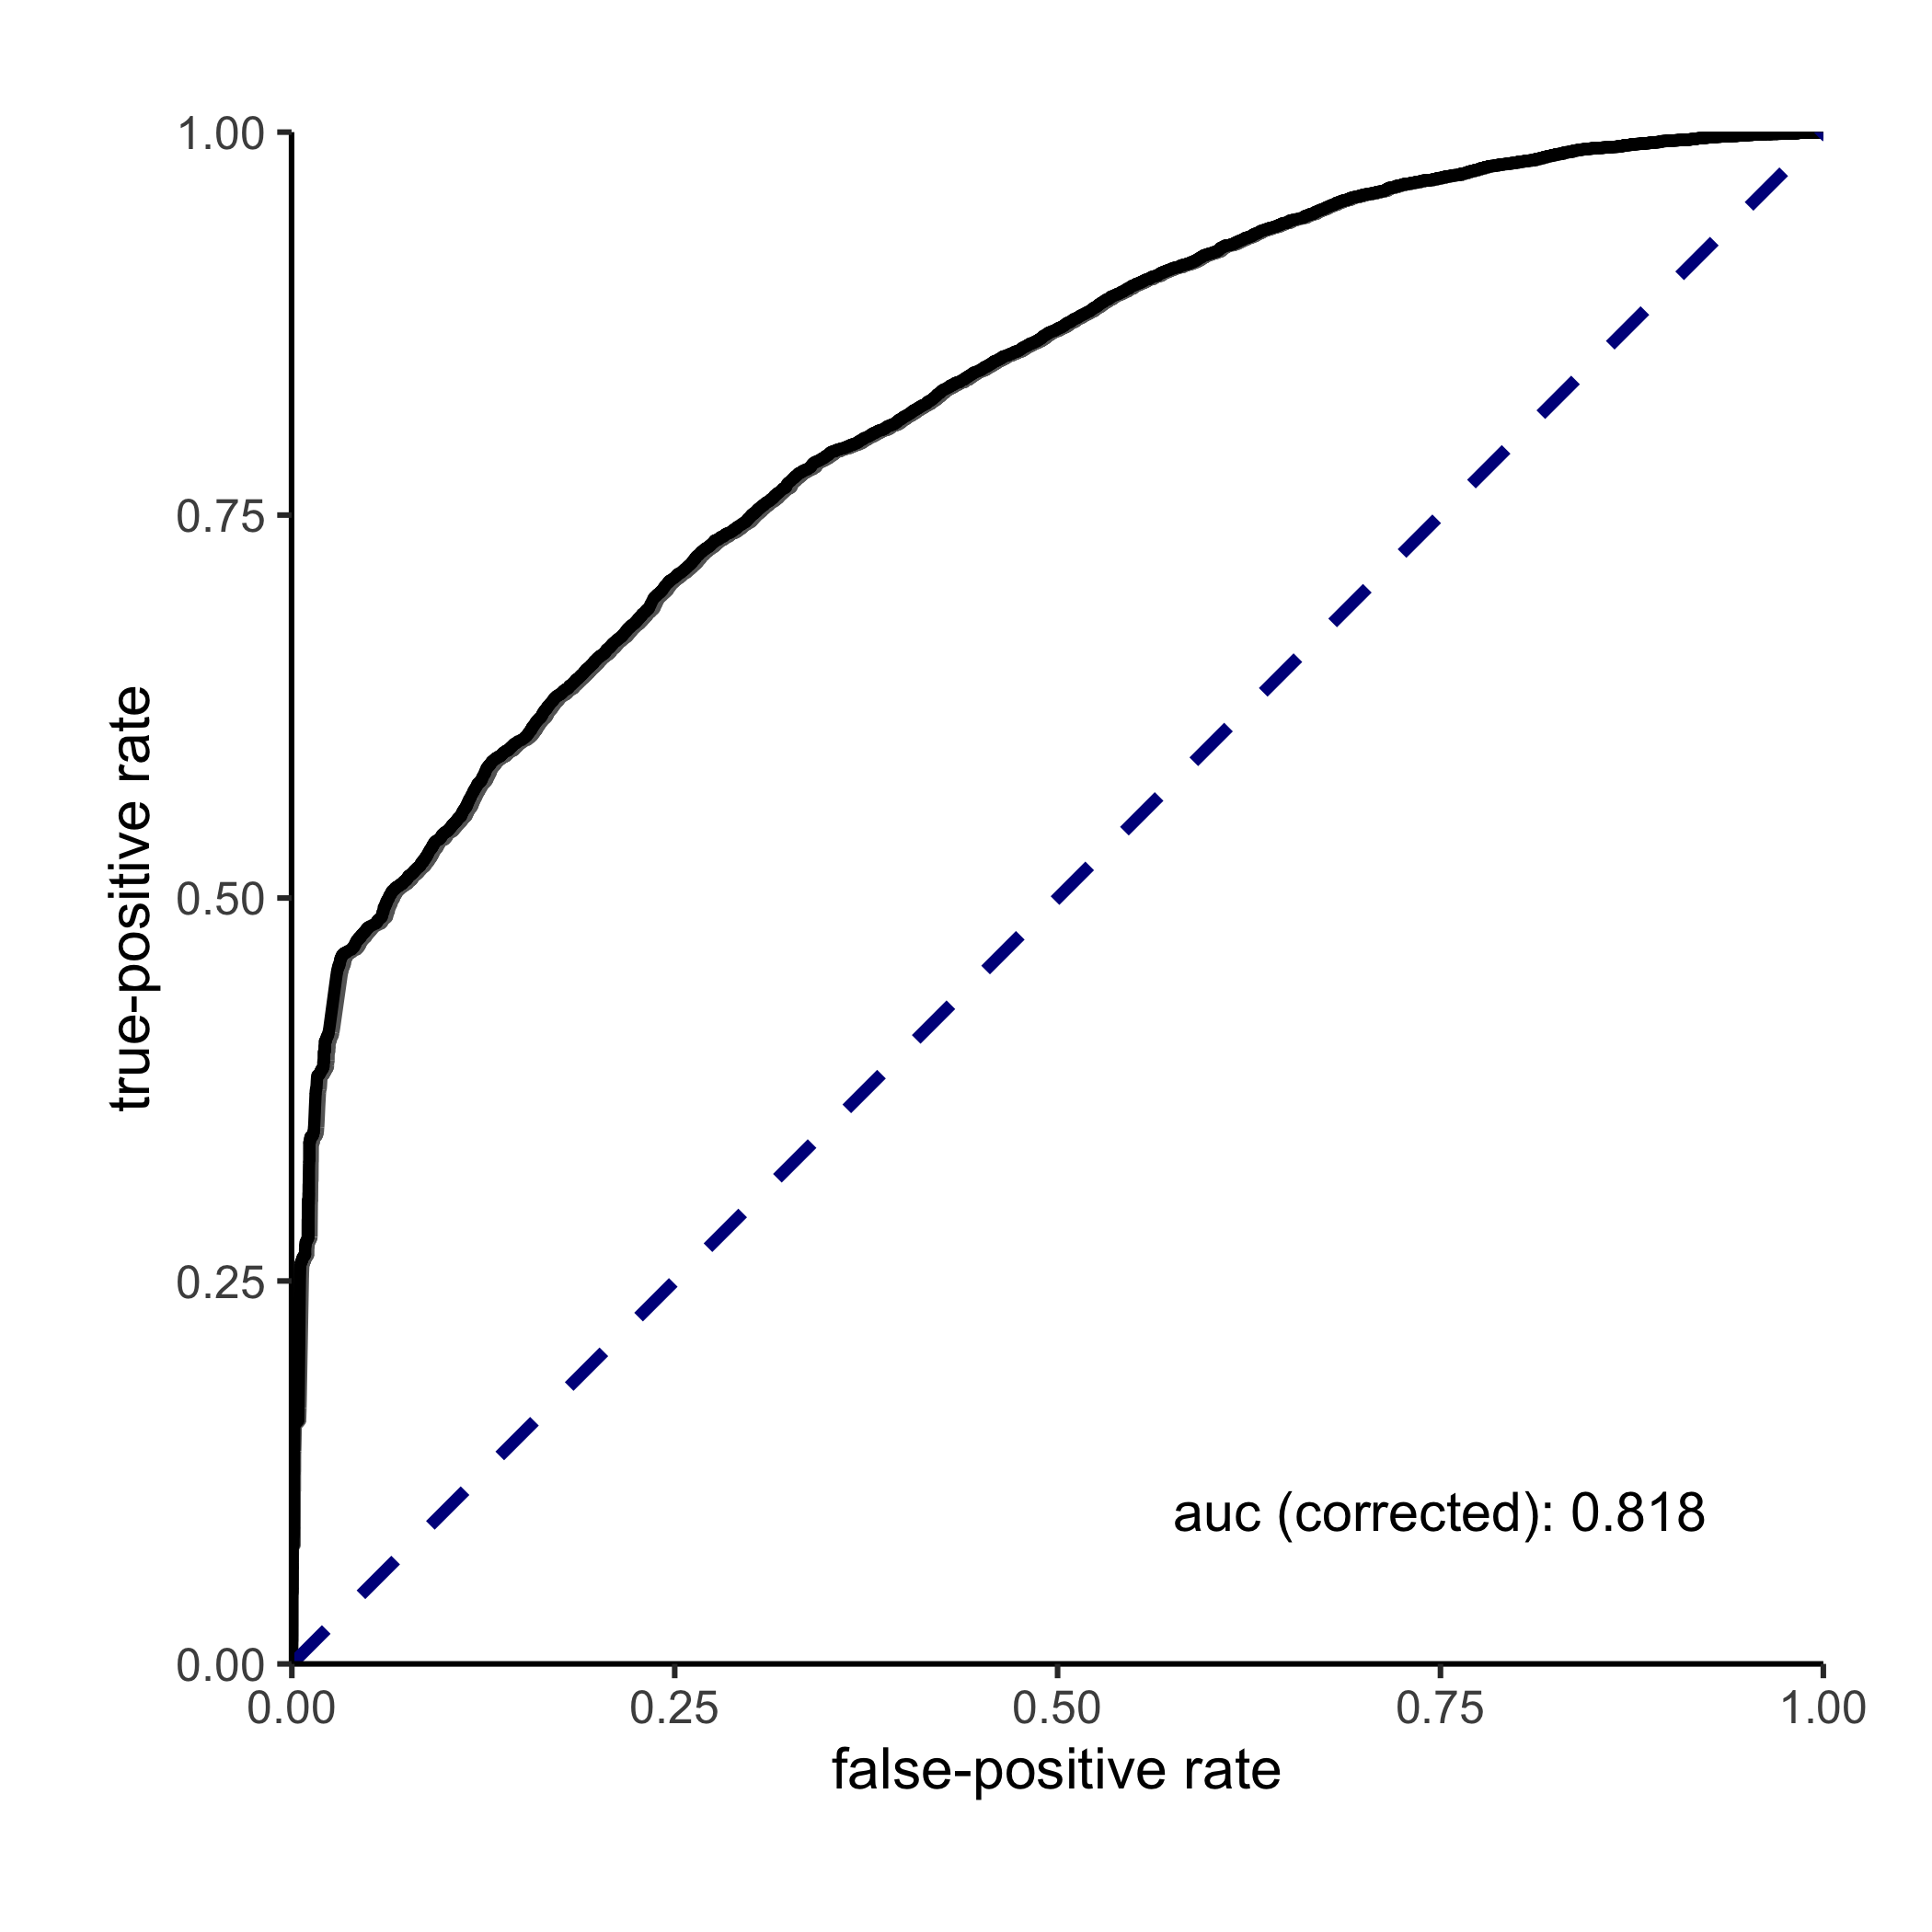 1.00
0.75
0.50
0.25
0.00
true-positive rate
auc (corrected): 0.818
0.00 0.25 0.50 0.75 1.00
false-positive rate